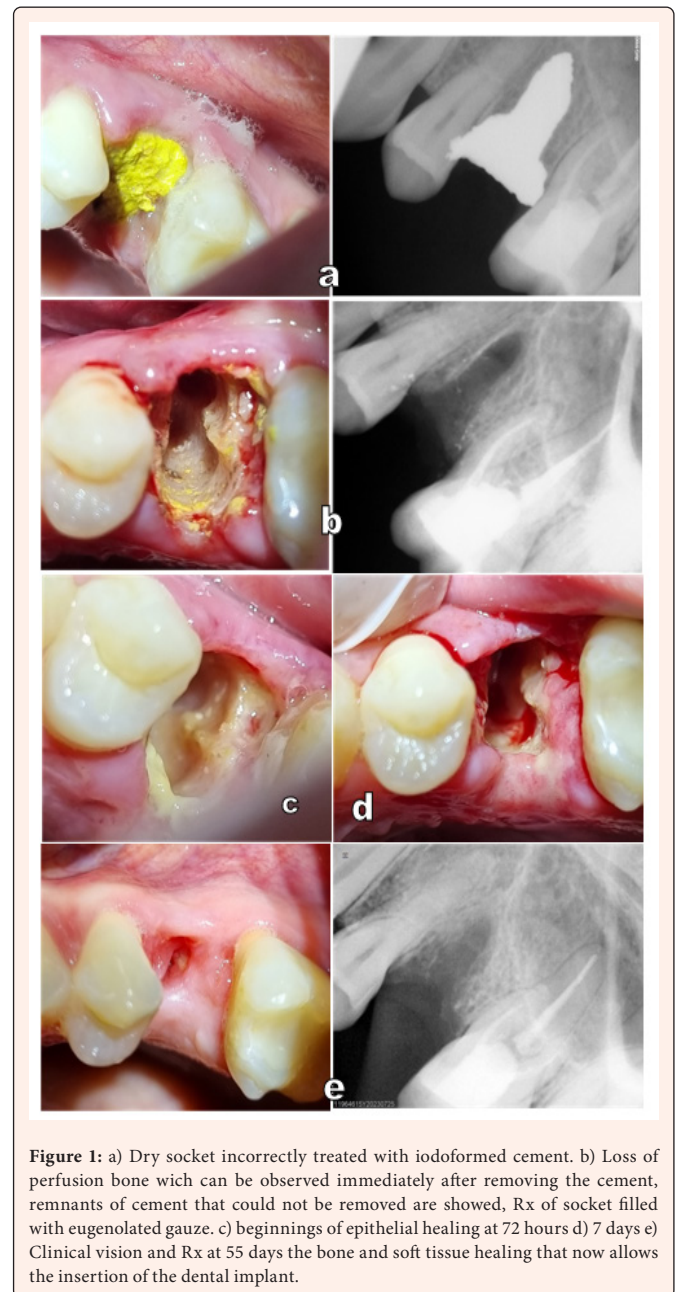 a
b
c
d
e
Figure 1: a) Dry socket incorrectly treated with iodoformed cement. b) Loss of
perfusion bone wich can be observed immediately after removing the cement,
remnants of cement that could not be removed are showed, Rx of socket filled
with eugenolated gauze. c) beginnings of epithelial healing at 72 hours d) 7 days e)
Clinical vision and Rx at 55 days the bone and soft tissue healing that now allows
the insertion of the dental implant.